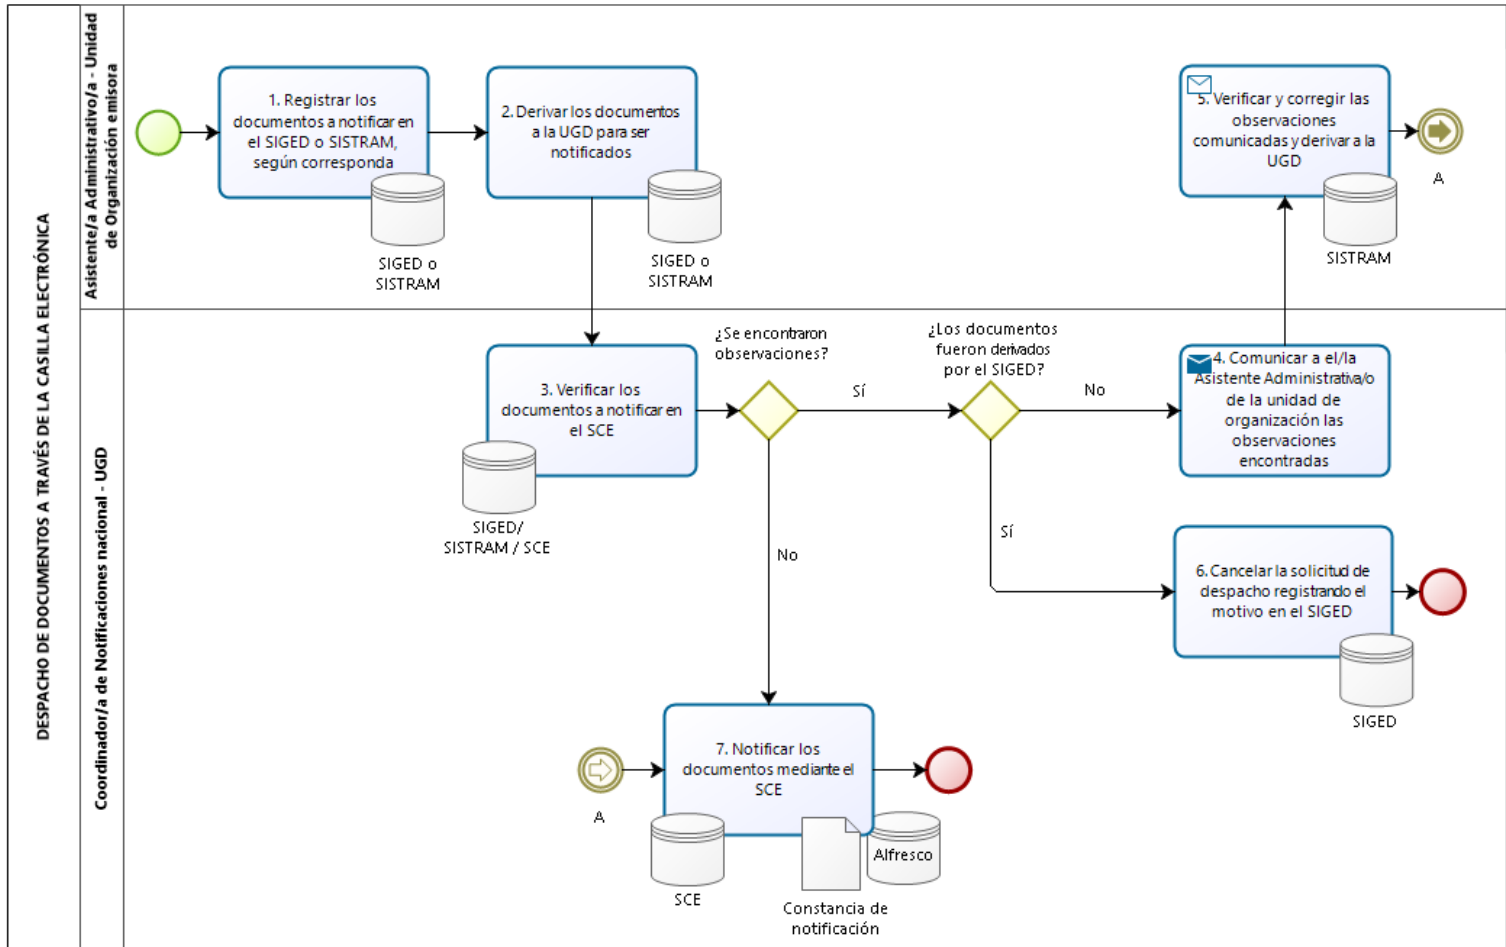 DESPACHO DE DOCUMENTOS A TRAVÉS DE LA CASILLA ELECTRÓNICA
Asistente/a Administrativo/a - Unidad
de Organización emisora
1. Registrar los
documentos a notificar en
el SIGED o SISTRAM,
según corresponda
SIGED o
SISTRAM
2. Derivar los documentos
a la UGD para ser
notificados
SIGED o
SISTRAM
5. Verificar y corregir las
observaciones
comunicadas y derivar a la
UGD
SISTRAM
A
Coordinador/a de Notificaciones nacional - UGD
3. Verificar los
documentos a notificar en
el SCE
SIGED/
SISTRAM / SCE
¿Se encontraron
observaciones?
Sí
No
¿Los documentos
fueron derivados
por el SIGED?
No
Sí
4. Comunicar a el/la
Asistente Administrativa/o
de la unidad de
organización las
observaciones
encontradas
6. Cancelar la solicitud de
despacho registrando el
motivo en el SIGED
SIGED
A
7. Notificar los
documentos mediante el
SCE
SCE
Alfresco
Constancia de
notificación